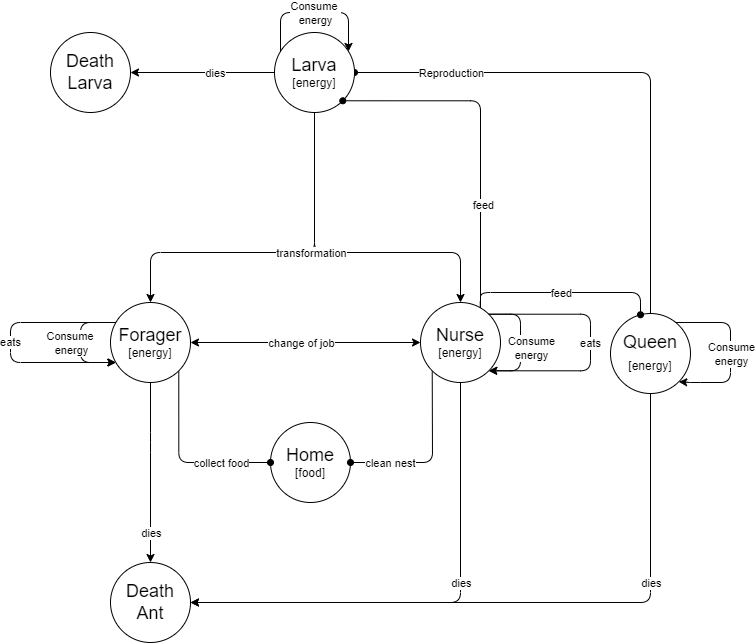 Consume
energy
Death
Larva
dies
Larva
[energy]
Reproduction
feed
transformation
feed
eats
Consume
energy
Forager
[energy]
change of job
Nurse
[energy]
Consume
energy
eats
Queen
[energy]
Consume
energy
collect food
Home
[food]
clean nest
dies
Death
Ant
dies
dies